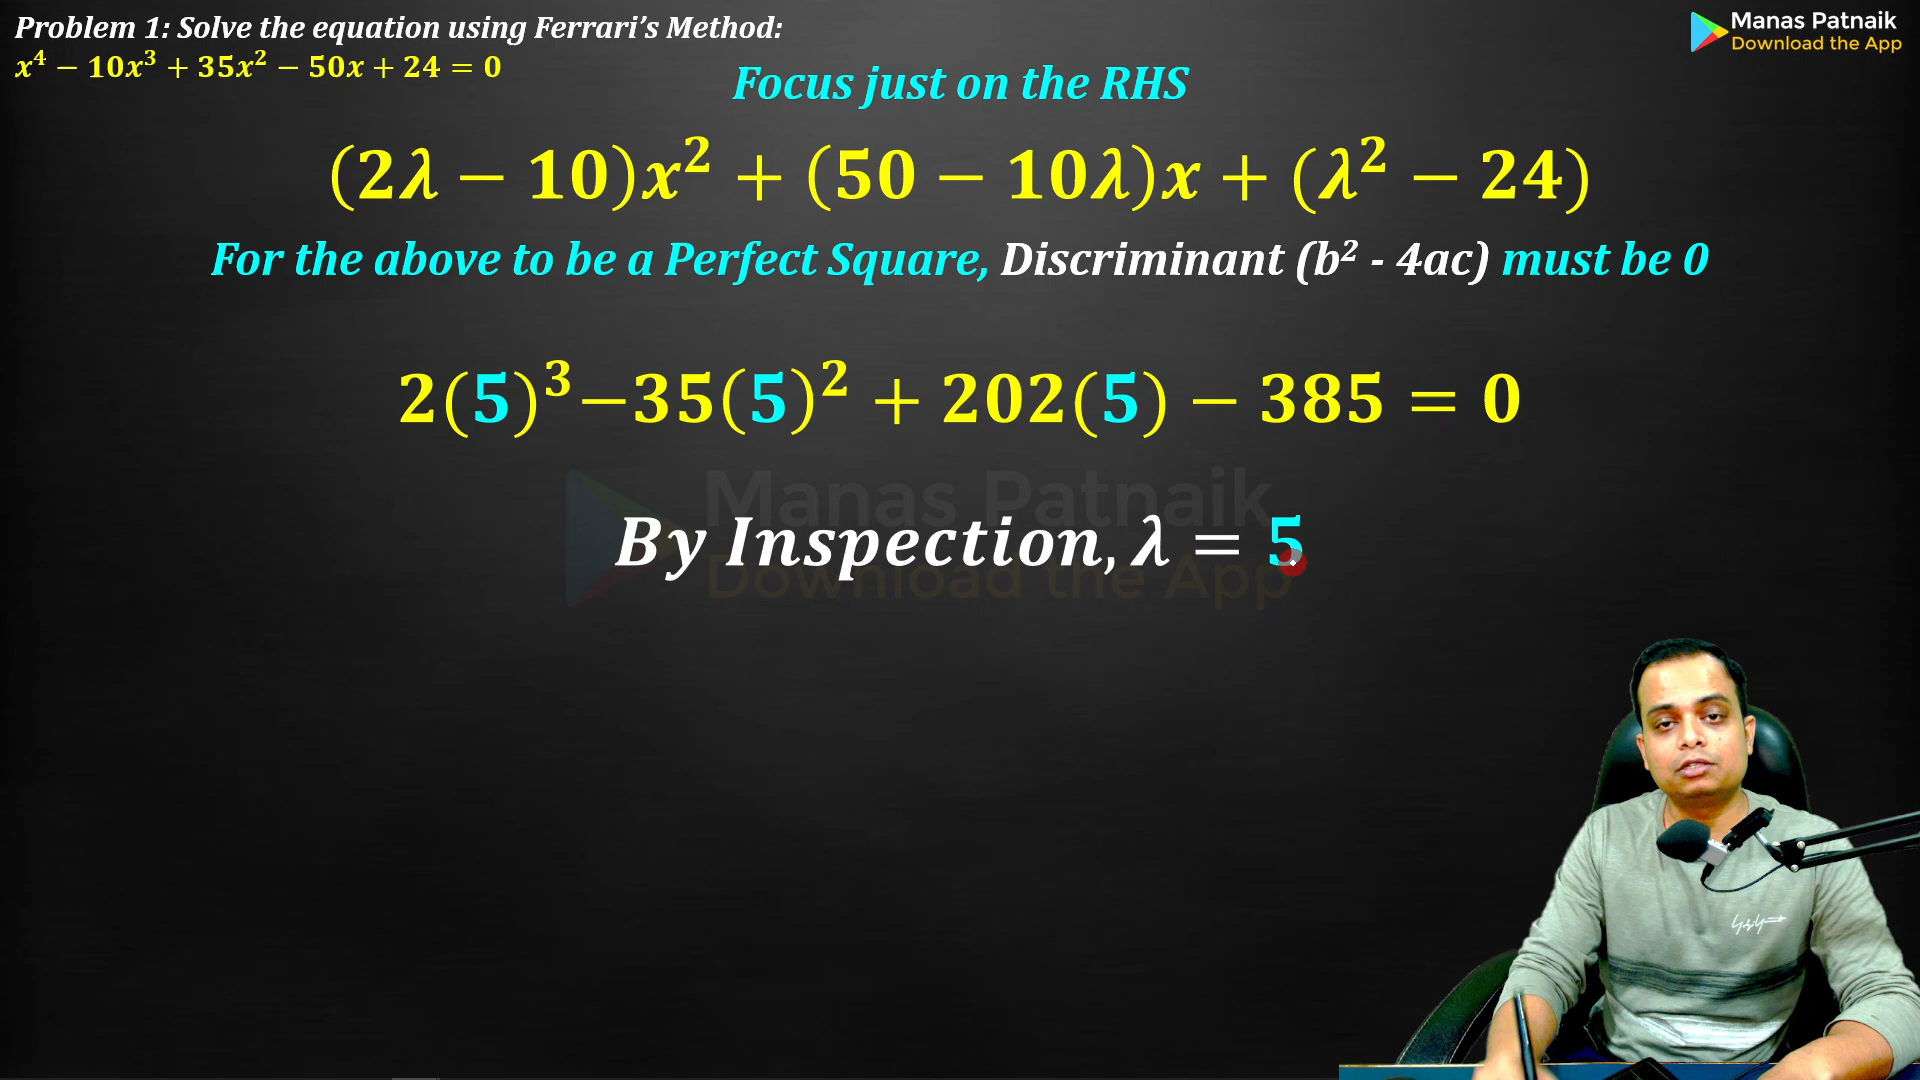 Problem 1: Solve the equation using Ferrari's Method:
x⁴ − 10x³ + 35x² − 50x + 24 = 0
Manas Patnaik
Download the App
Focus just on the RHS
(2λ − 10)x² + (50 − 10λ)x + (λ² − 24)
For the above to be a Perfect Square, Discriminant (b² - 4ac) must be 0
2(5)³−35(5)² + 202(5) − 385 = 0
Manas Patnaik
By Inspection, λ = 5
Download the App